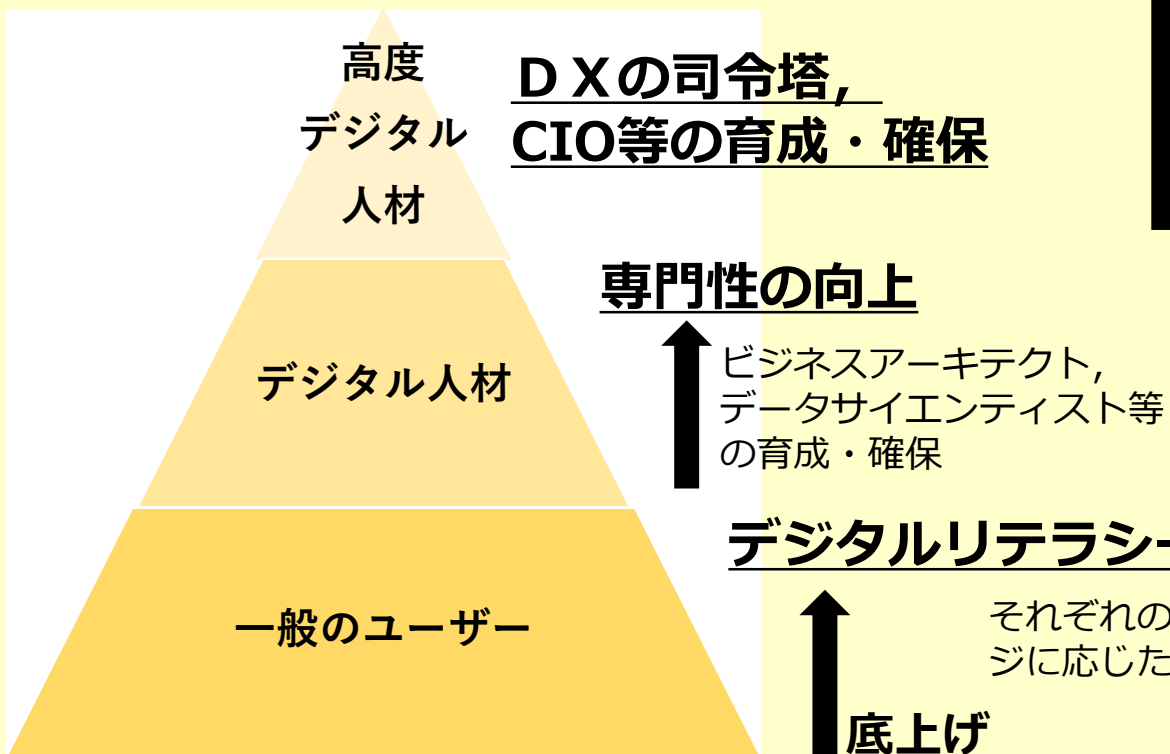 高度
デジタル
人材
ＤＸの司令塔，
CIO等の育成・確保
専門性の向上
ビジネスアーキテクト，
データサイエンティスト等
の育成・確保
デジタル人材
デジタルリテラシー
それぞれの
ジに応じた
一般のユーザー
底上げ